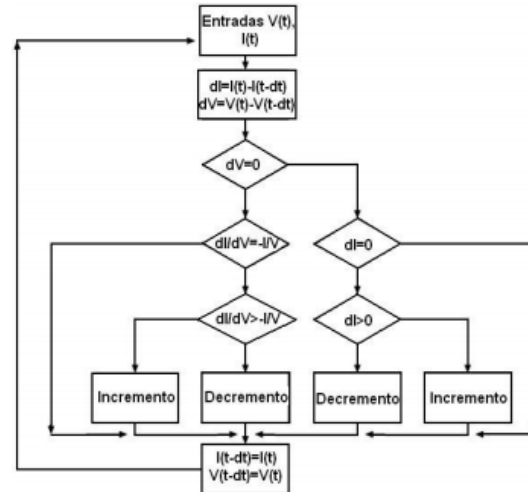 Entradas V(t),
I(t)
dI=I(t)-I(t-dt)
dV=V(t)-V(t-dt)
dV=0
dI/dV=-I/V
dI=0
dI/dV>-I/V
dI>0
Incremento
Decremento
Decremento
Incremento
I(t-dt)=I(t)
V(t-dt)=V(t)